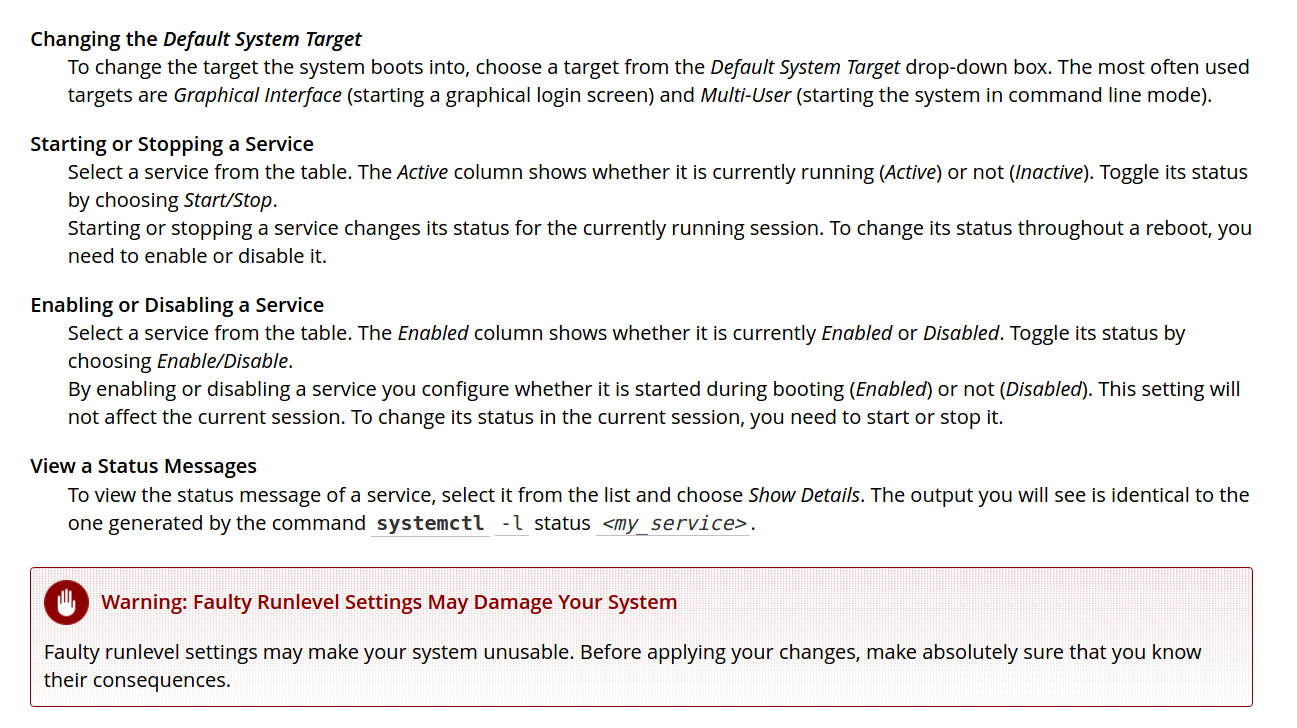 Changing the Default System Target
To change the target the system boots into, choose a target from the Default System Target drop-down box. The most often used
targets are Graphical Interface (starting a graphical login screen) and Multi-User (starting the system in command line mode).
Starting or Stopping a Service
Select a service from the table. The Active column shows whether it is currently running (Active) or not (Inactive). Toggle its status
by choosing Start/Stop.
Starting or stopping a service changes its status for the currently running session. To change its status throughout a reboot, you
need to enable or disable it.
Enabling or Disabling a Service
Select a service from the table. The Enabled column shows whether it is currently Enabled or Disabled. Toggle its status by
choosing Enable/Disable.
By enabling or disabling a service you configure whether it is started during booting (Enabled) or not (Disabled). This setting will
not affect the current session. To change its status in the current session, you need to start or stop it.
View a Status Messages
To view the status message of a service, select it from the list and choose Show Details. The output you will see is identical to the
one generated by the command systemctl -l status <my_service>.
Warning: Faulty Runlevel Settings May Damage Your System
Faulty runlevel settings may make your system unusable. Before applying your changes, make absolutely sure that you know
their consequences.